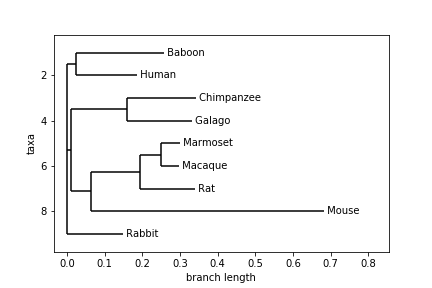 Baboon
2 Human
Chimpanzee
4 Galago
taxa
Marmoset
6 Macaque
Rat
8 Mouse
Rabbit
0.0 0.1 0.2 0.3 0.4 0.5 0.6 0.7 0.8
branch length